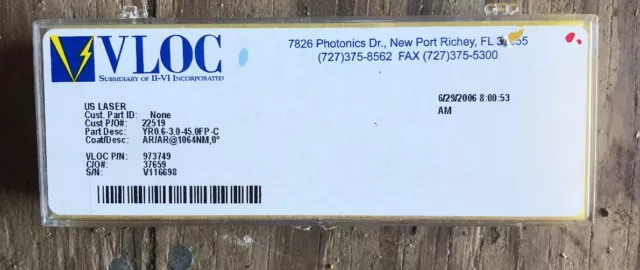 VLOC
SUBSIDIARY OF II-VI INCORPORATED
7826 Photonics Dr., New Port Richey, FL
(727)375-8562 FAX (727)375-5300
6/29/2006 8:00:53
AM
US LASER
Cust. Part ID: None
Cust P/O#: 22519
Part Desc: YR0.6-3.0-45.0FP-C
Coat/Desc: AR/AR@1064NM,0°
VLOC P/N: 973749
C/O#: 37659
S/N: V116698